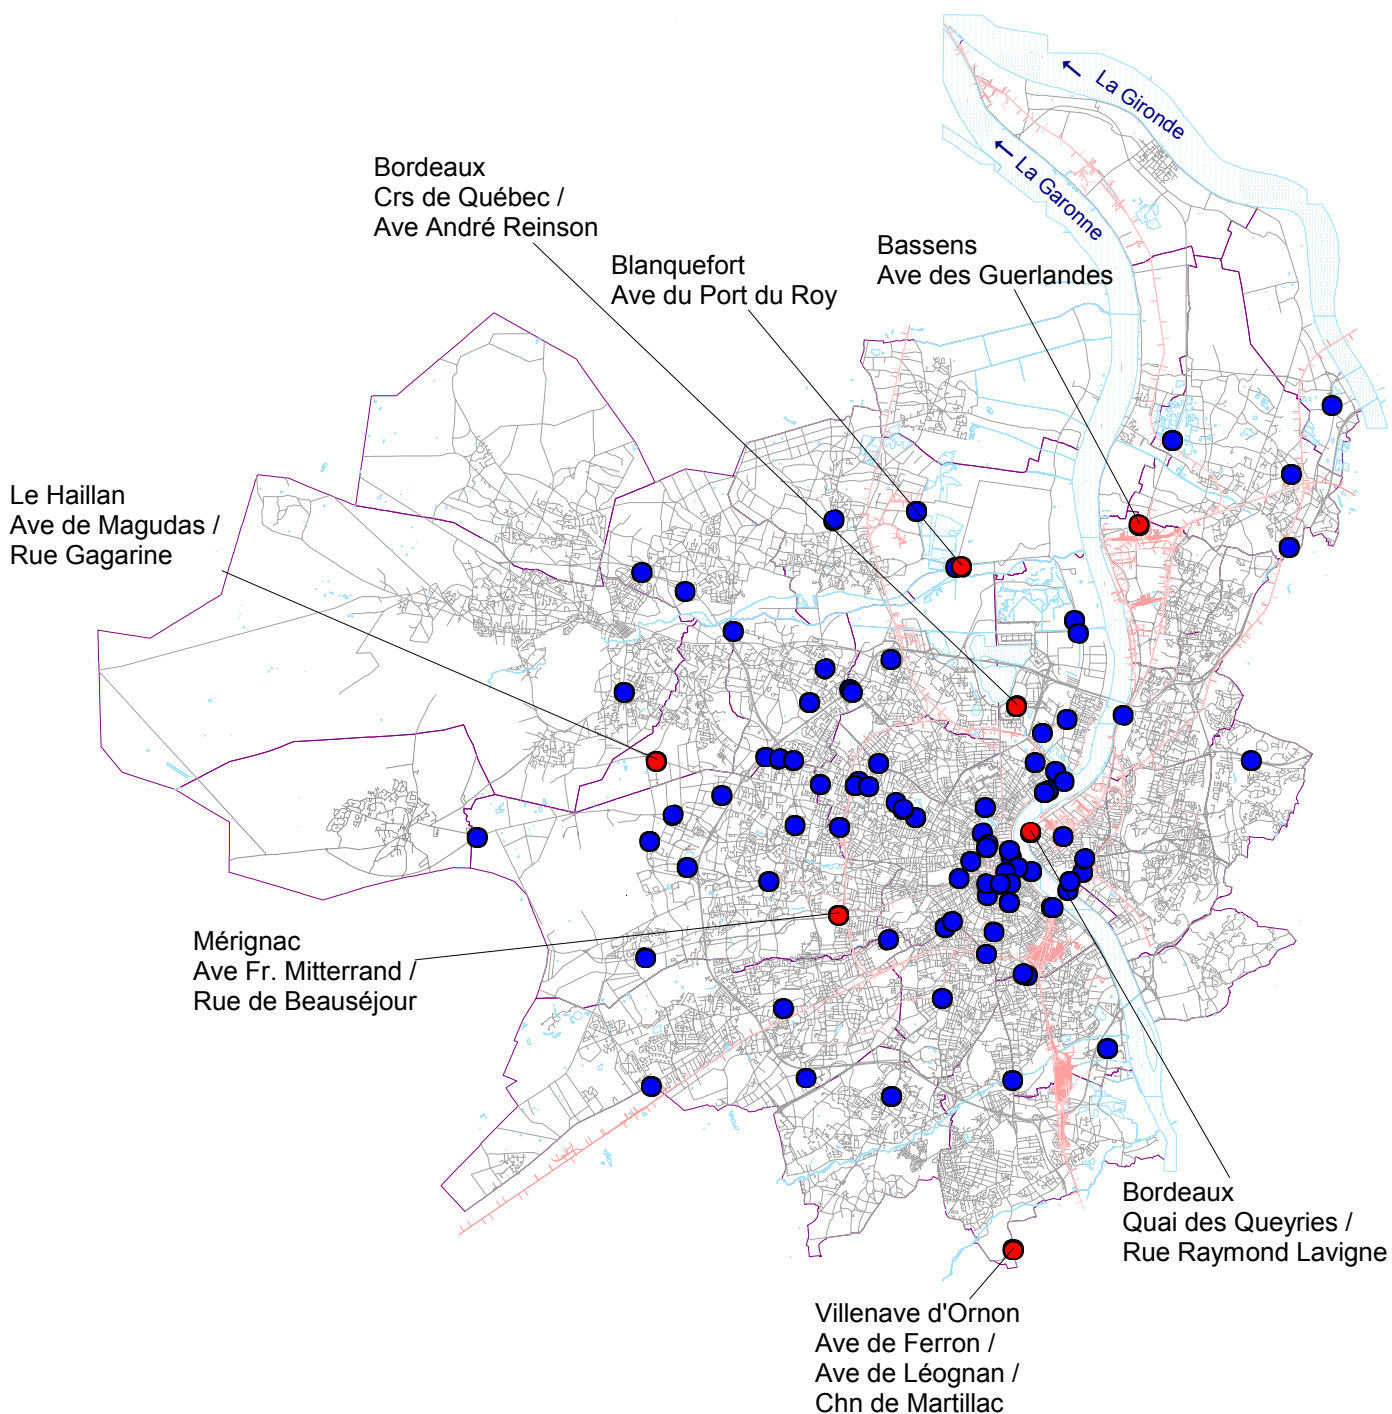 La Gironde
La Garonne
Bordeaux
Crs de Québec /
Ave André Reinson
Blanquefort
Ave du Port du Roy
Bassens
Ave des Guerlandes
Le Haillan
Ave de Magudas /
Rue Gagarine
Mérignac
Ave Fr. Mitterrand /
Rue de Beauséjour
Bordeaux
Quai des Queyries /
Rue Raymond Lavigne
Villenave d'Ornon
Ave de Ferron /
Ave de Léognan /
Chn de Martillac